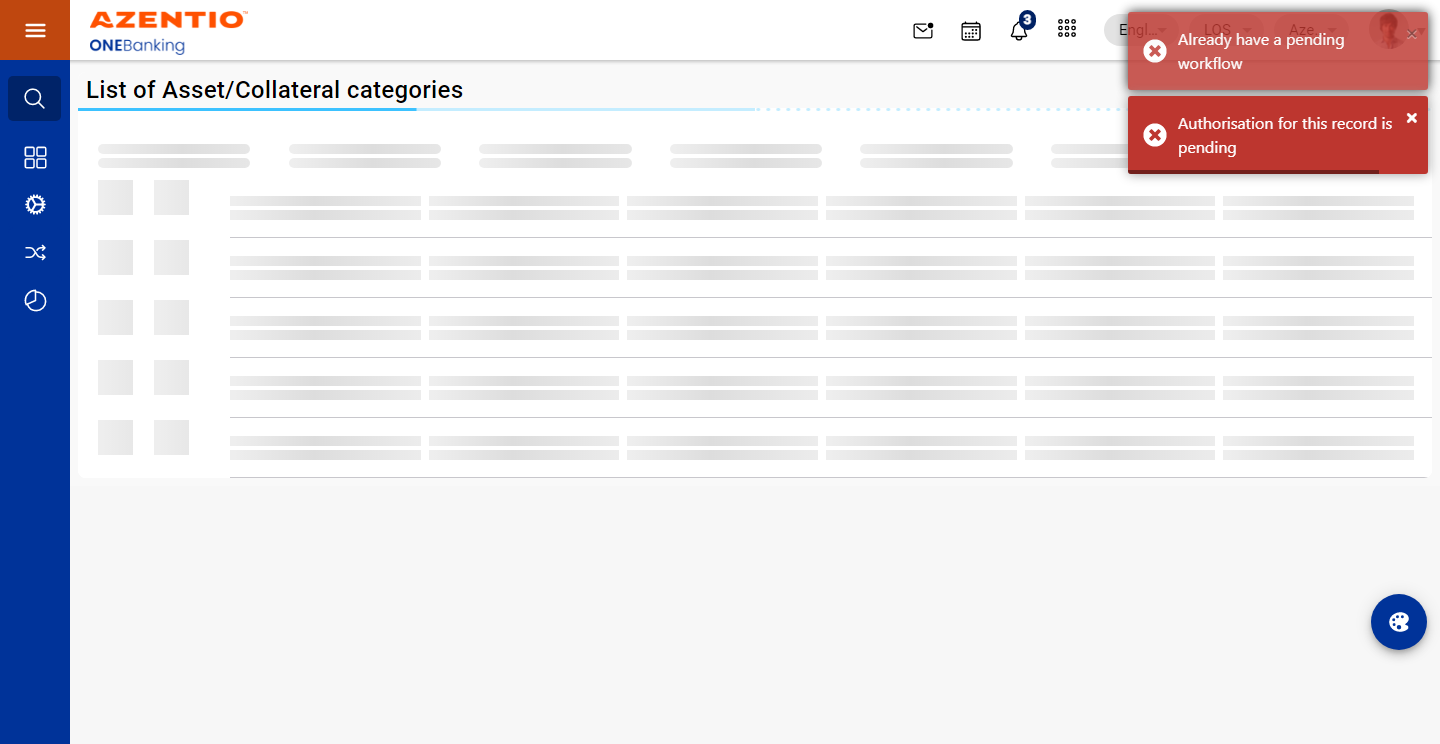 AZENTIO™
ONEBanking
3
Engl...
LOS
Aze...
Already have a pending
workflow
Authorisation for this record is
pending
List of Asset/Collateral categories